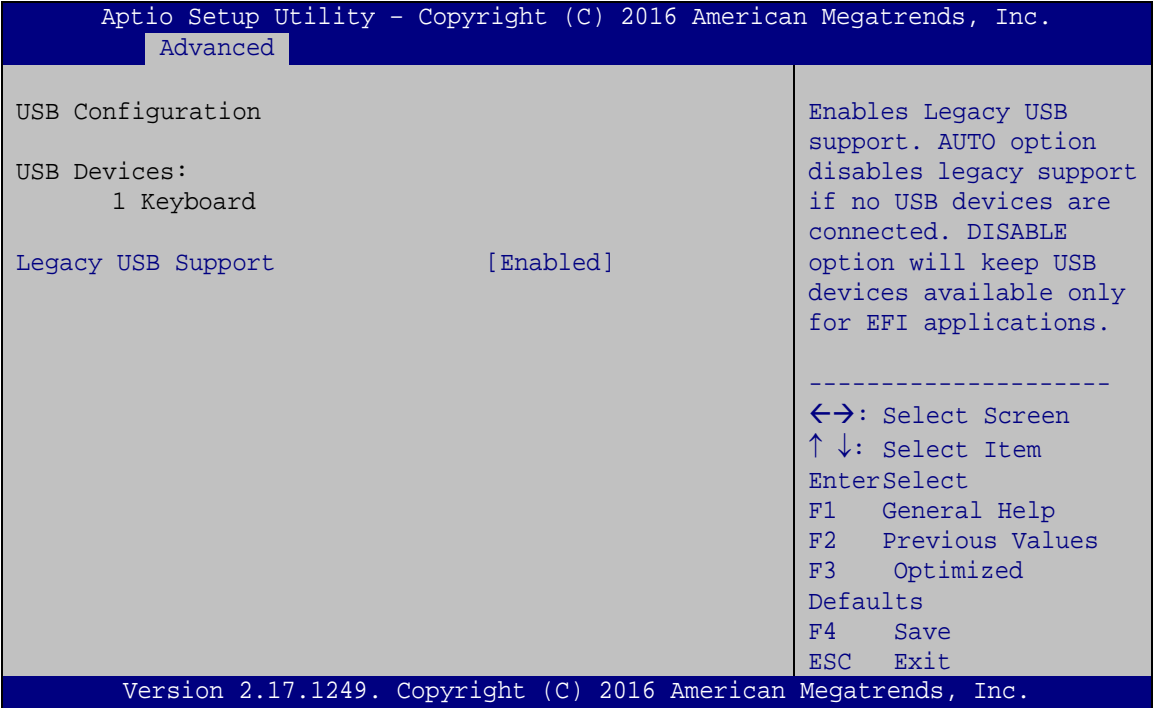 Aptio Setup Utility – Copyright (C) 2016 American Megatrends, Inc.
Advanced
USB Configuration
USB Devices:
1 Keyboard
Legacy USB Support [Enabled]
Enables Legacy USB
support. AUTO option
disables legacy support
if no USB devices are
connected. DISABLE
option will keep USB
devices available only
for EFI applications.
---------------------
←→: Select Screen
↑ ↓: Select Item
EnterSelect
F1 General Help
F2 Previous Values
F3 Optimized
Defaults
F4 Save
ESC Exit
Version 2.17.1249. Copyright (C) 2016 American Megatrends, Inc.